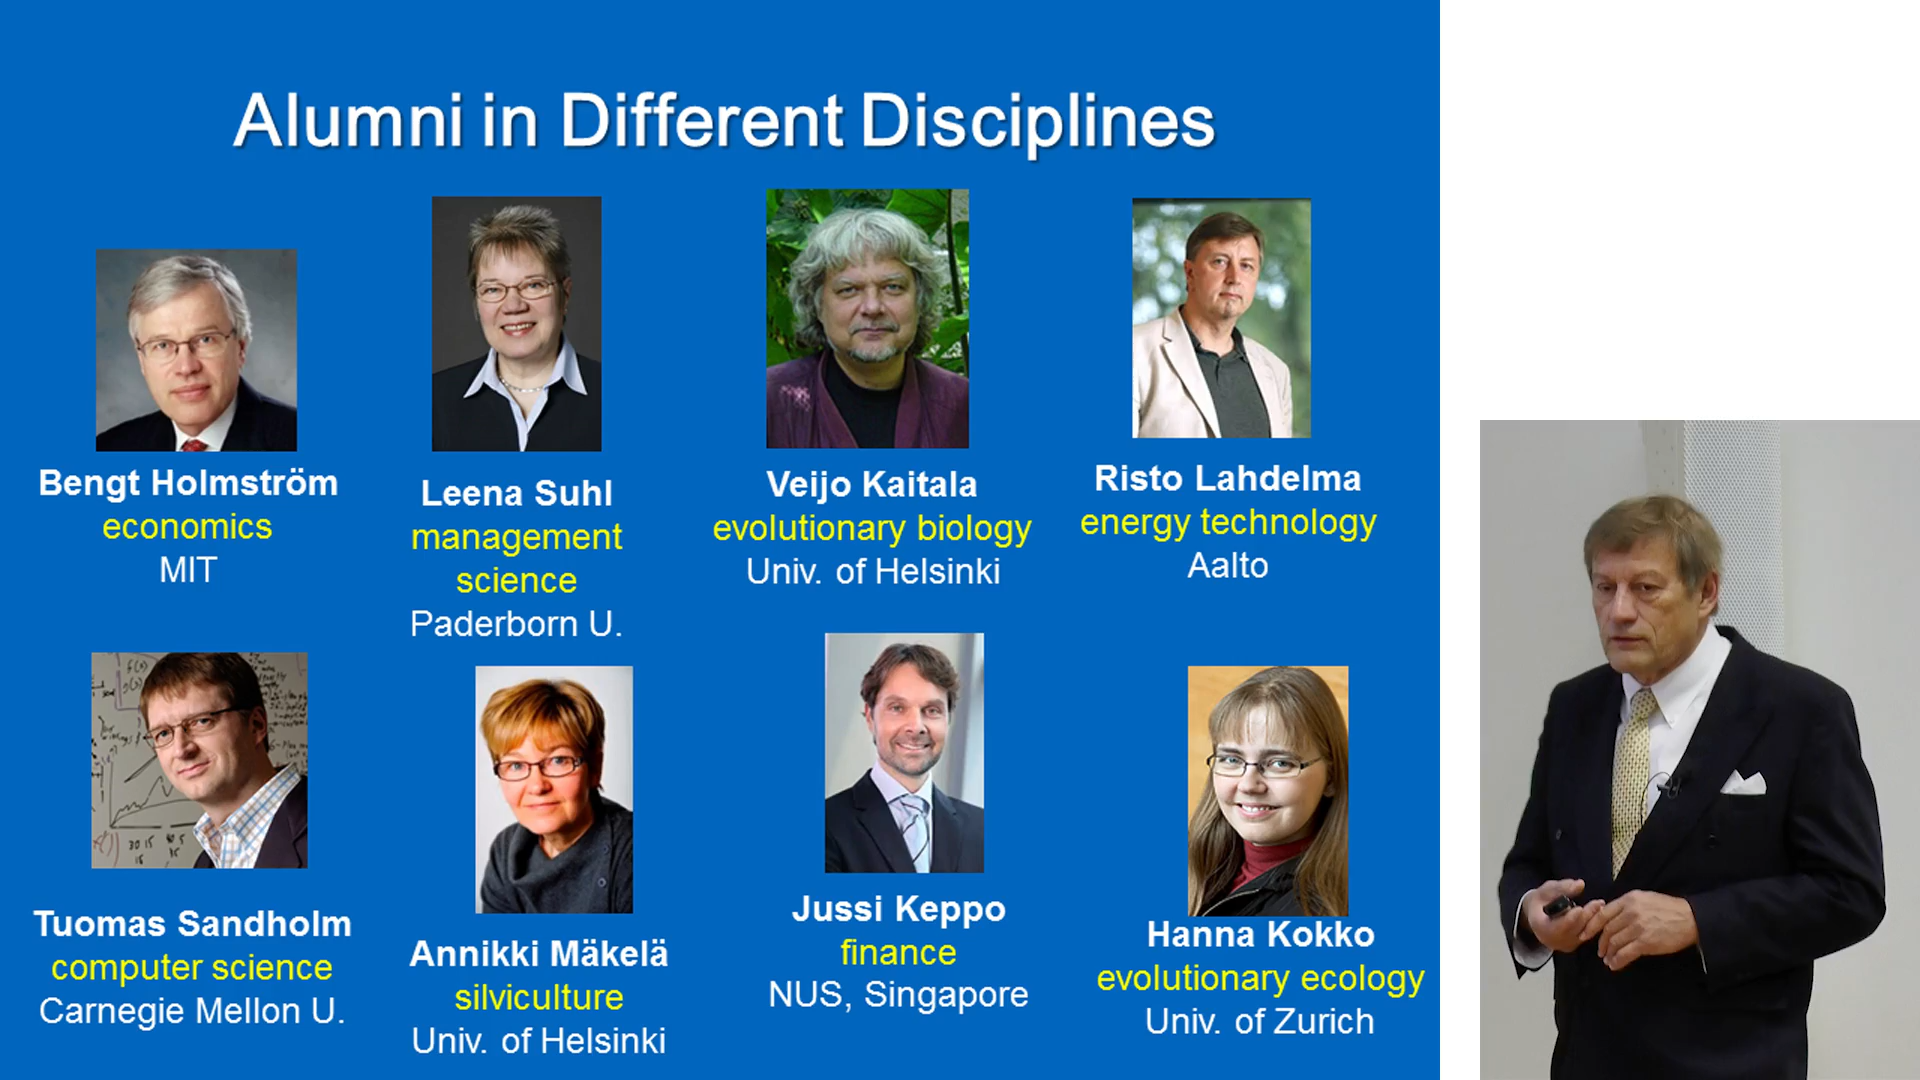 Alumni in Different Disciplines
Bengt Holmström
economics
MIT
Leena Suhl
management
science
Paderborn U.
Veijo Kaitala
evolutionary biology
Univ. of Helsinki
Risto Lahdelma
energy technology
Aalto
Tuomas Sandholm
computer science
Carnegie Mellon U.
Annikki Mäkelä
silviculture
Univ. of Helsinki
Jussi Keppo
finance
NUS, Singapore
Hanna Kokko
evolutionary ecology
Univ. of Zurich